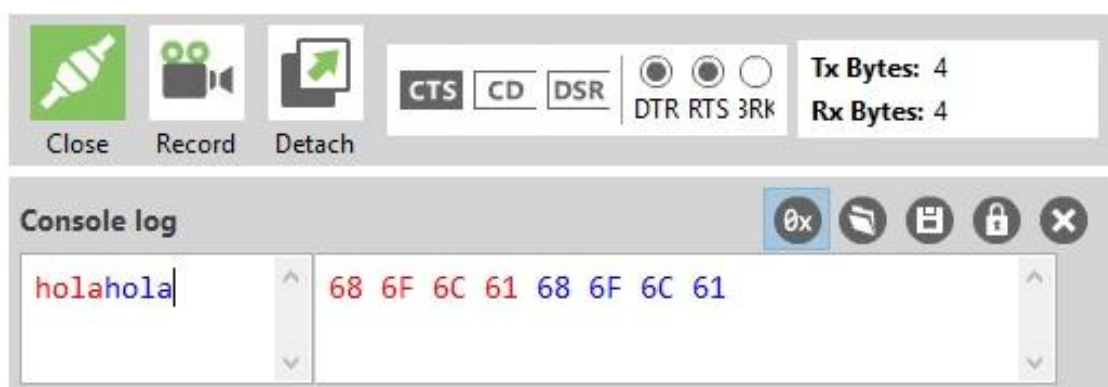 CTS CD DSR
DTR RTS BRK
Tx Bytes: 4
Rx Bytes: 4
Close Record Detach
Console log
0x
holahola
68 6F 6C 61 68 6F 6C 61